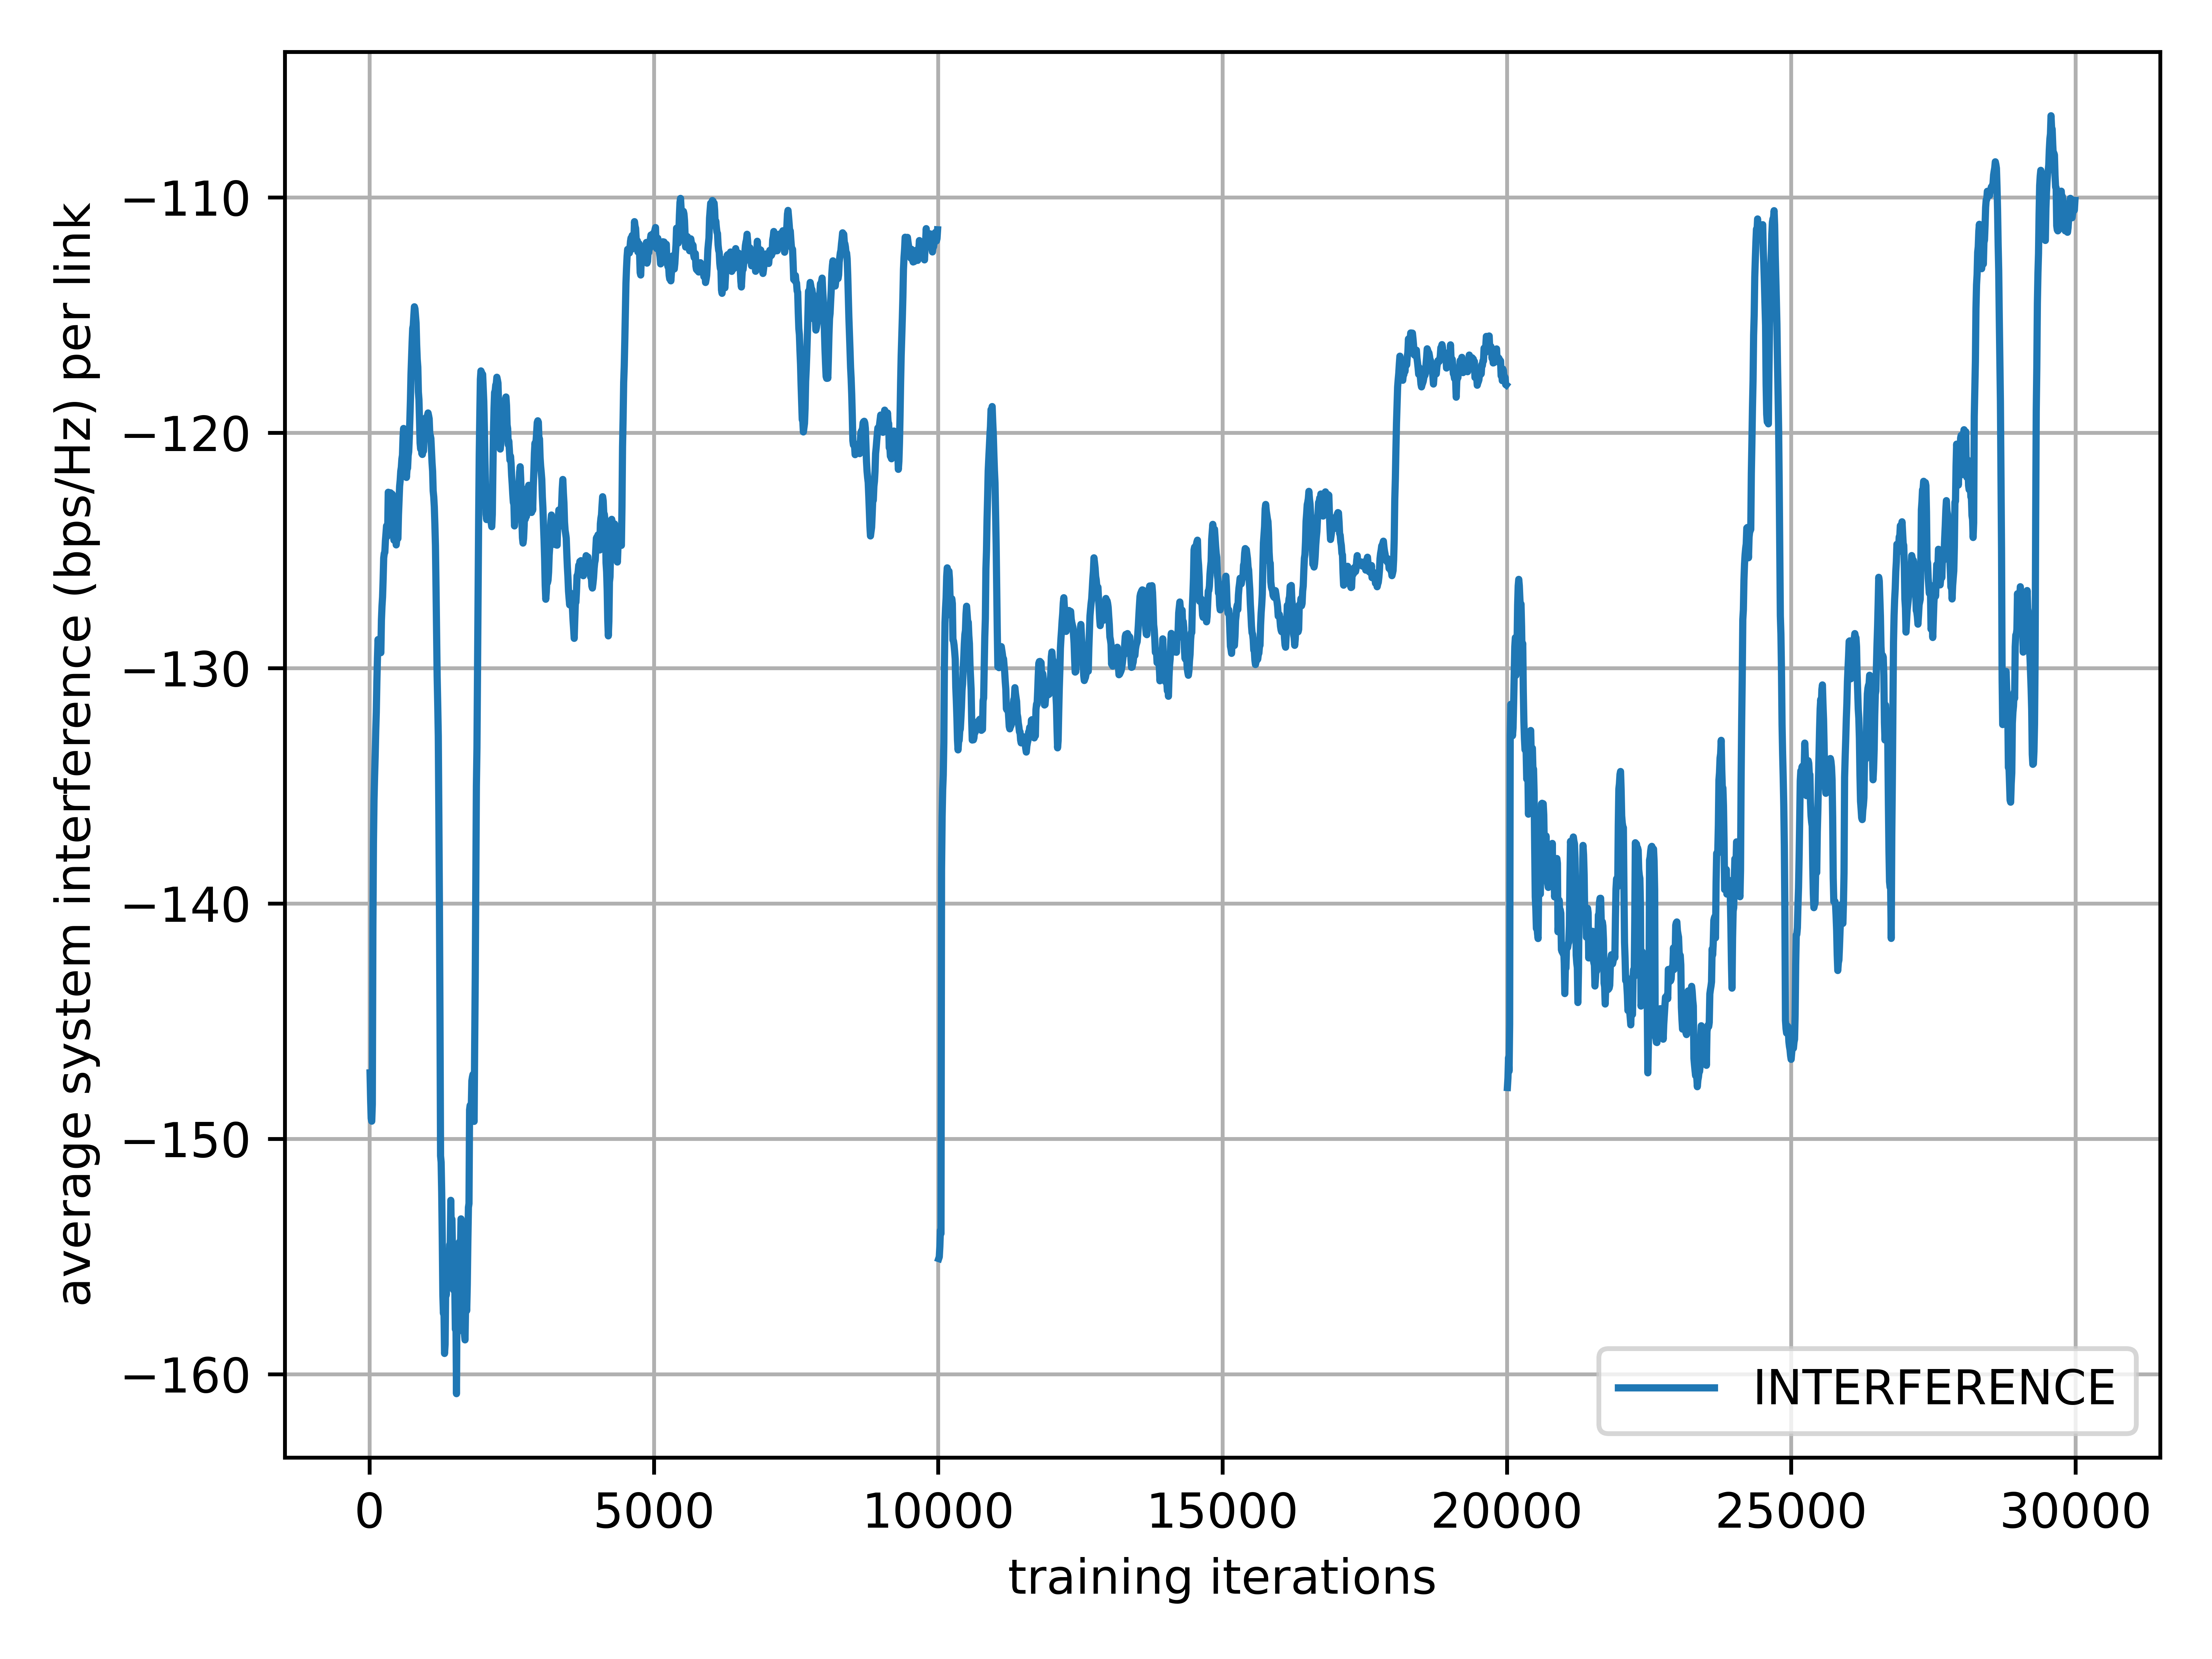 average system interference (bps/Hz) per link
−110
−120
−130
−140
−150
−160
INTERFERENCE
0 5000 10000 15000 20000 25000 30000
training iterations